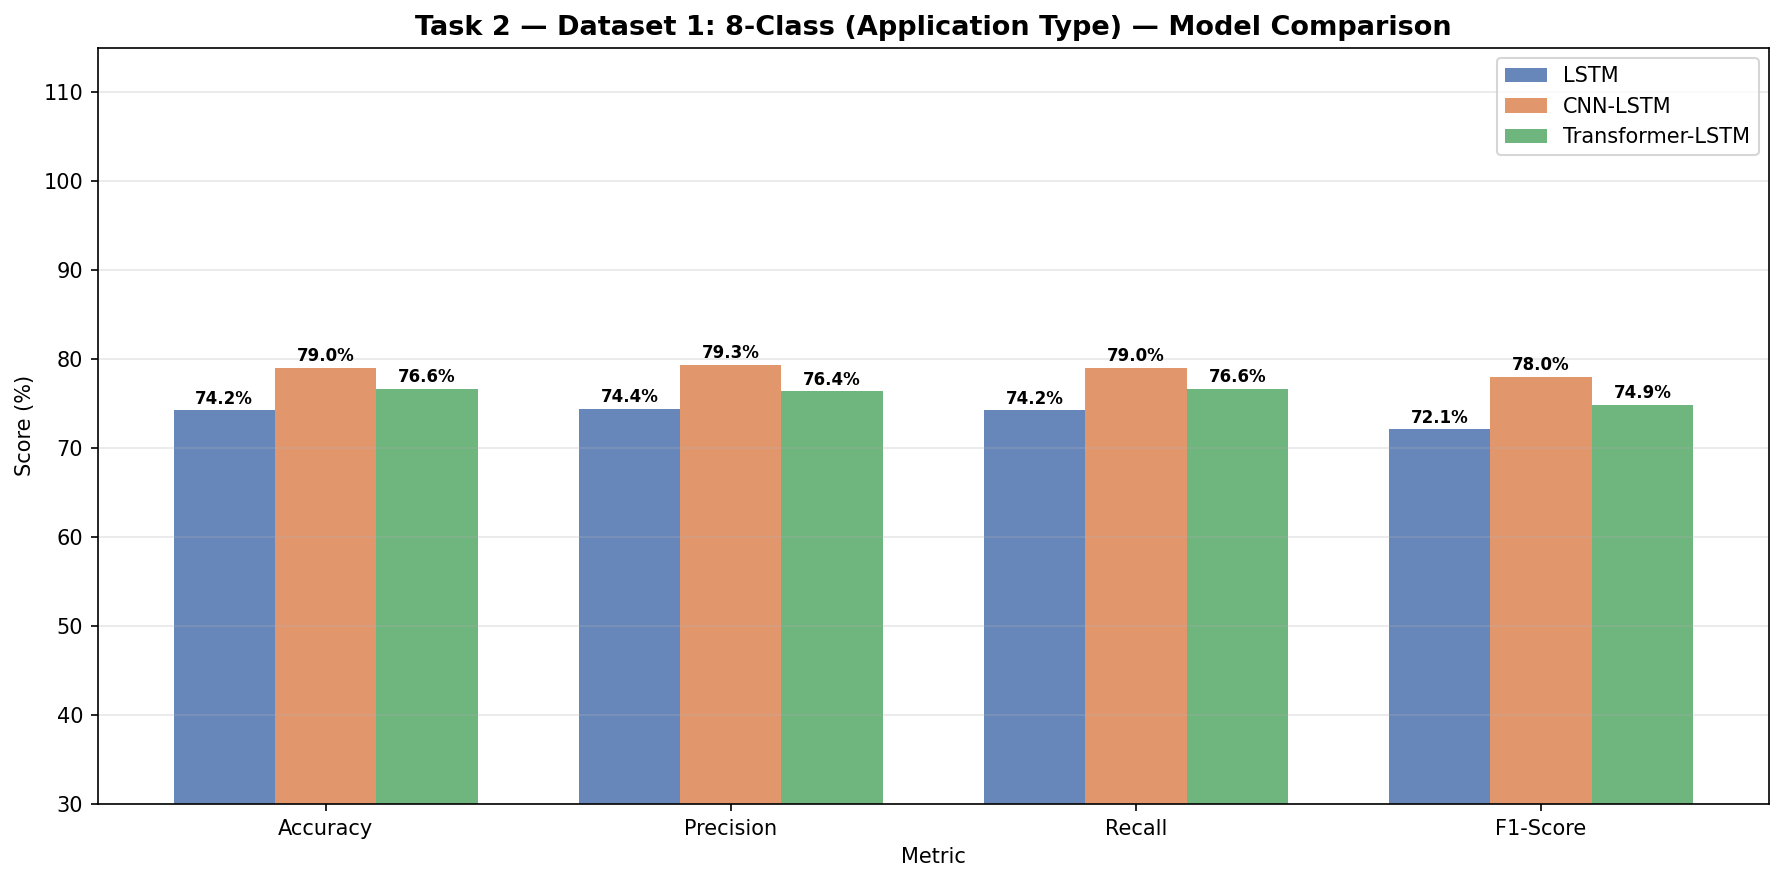 Task 2 — Dataset 1: 8-Class (Application Type) — Model Comparison
LSTM
CNN-LSTM
Transformer-LSTM
Score (%)
110
100
90
80
70
60
50
40
30
74.2%
79.0%
76.6%
74.4%
79.3%
76.4%
74.2%
79.0%
76.6%
72.1%
78.0%
74.9%
Accuracy
Precision
Recall
F1-Score
Metric